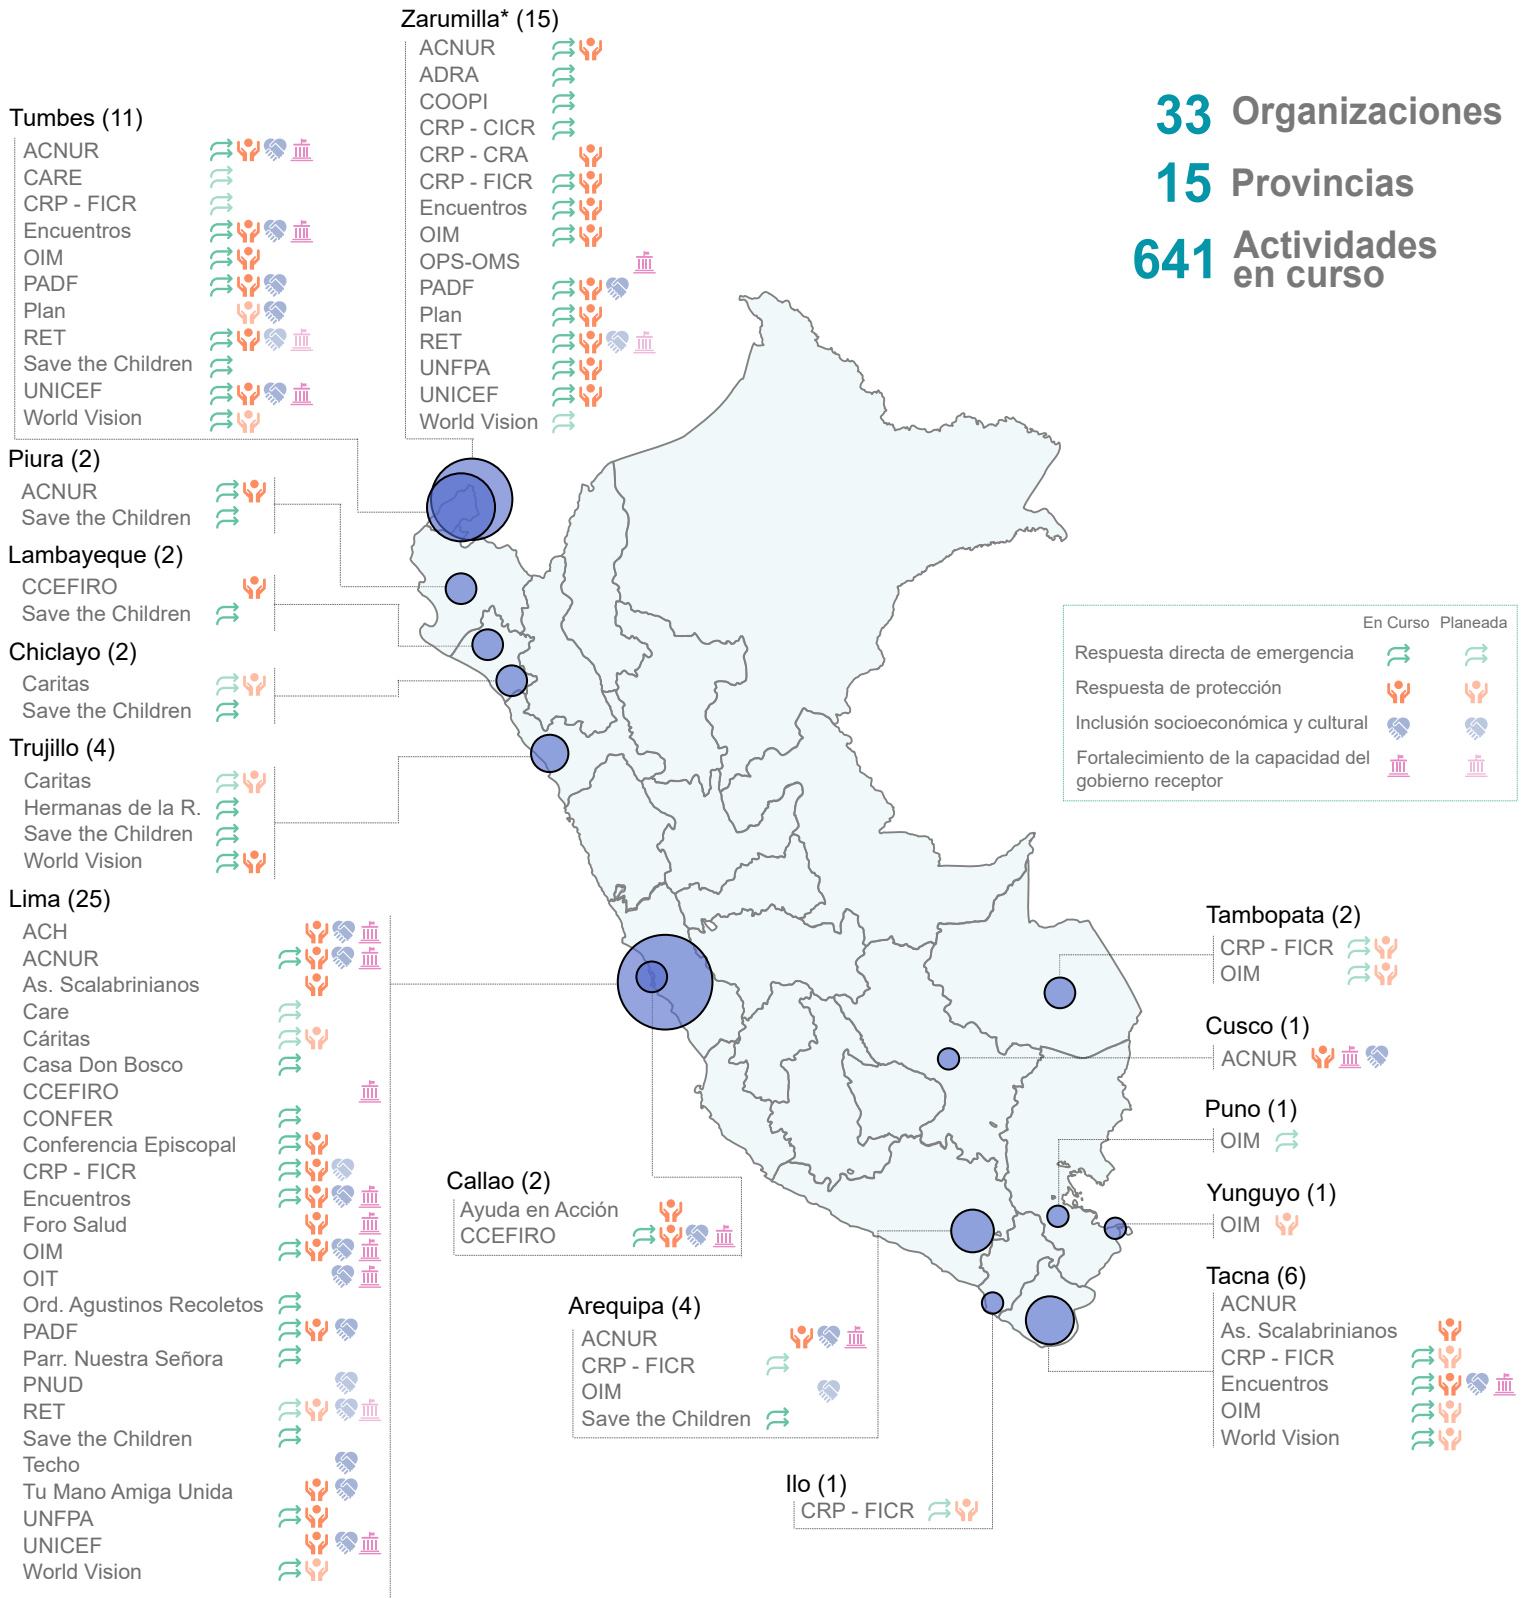 Zarumilla* (15)
ACNUR
ADRA
COOPI
CRP - CICR
CRP - CRA
CRP - FICR
Encuentros
OIM
OPS-OMS
PADF
Plan
RET
UNFPA
UNICEF
World Vision
33 Organizaciones
15 Provincias
641 Actividades
en curso
Tumbes (11)
ACNUR
CARE
CRP - FICR
Encuentros
OIM
PADF
Plan
RET
Save the Children
UNICEF
World Vision
Piura (2)
ACNUR
Save the Children
Lambayeque (2)
CCEFIRO
Save the Children
Chiclayo (2)
Caritas
Save the Children
Trujillo (4)
Caritas
Hermanas de la R.
Save the Children
World Vision
Lima (25)
ACH
ACNUR
As. Scalabrinianos
Care
Cáritas
Casa Don Bosco
CCEFIRO
CONFER
Conferencia Episcopal
CRP - FICR
Encuentros
Foro Salud
OIM
OIT
Ord. Agustinos Recoletos
PADF
Parr. Nuestra Señora
PNUD
RET
Save the Children
Techo
Tu Mano Amiga Unida
UNFPA
UNICEF
World Vision
En Curso Planeada
Respuesta directa de emergencia
Respuesta de protección
Inclusión socioeconómica y cultural
Fortalecimiento de la capacidad del
gobierno receptor
Tambopata (2)
CRP - FICR
OIM
Cusco (1)
ACNUR
Puno (1)
OIM
Yunguyo (1)
OIM
Tacna (6)
ACNUR
As. Scalabrinianos
CRP - FICR
Encuentros
OIM
World Vision
Callao (2)
Ayuda en Acción
CCEFIRO
Arequipa (4)
ACNUR
CRP - FICR
OIM
Save the Children
Ilo (1)
CRP - FICR